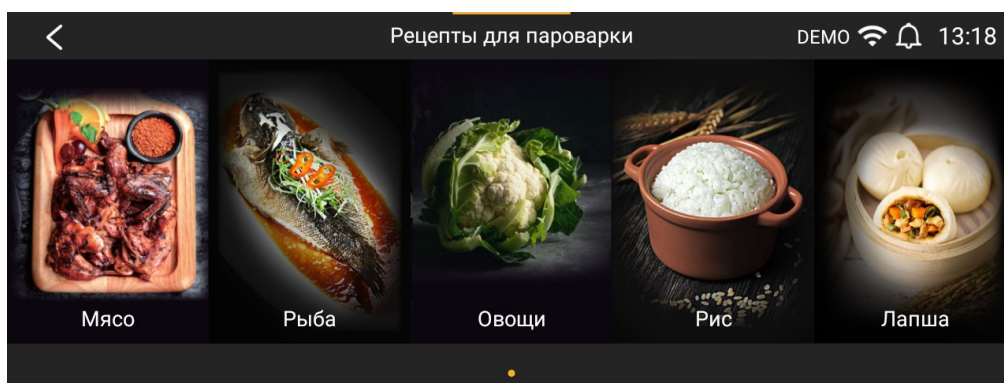 Рецепты для пароварки
DEMO 13:18
Мясо
Рыба
Овощи
Рис
Лапша